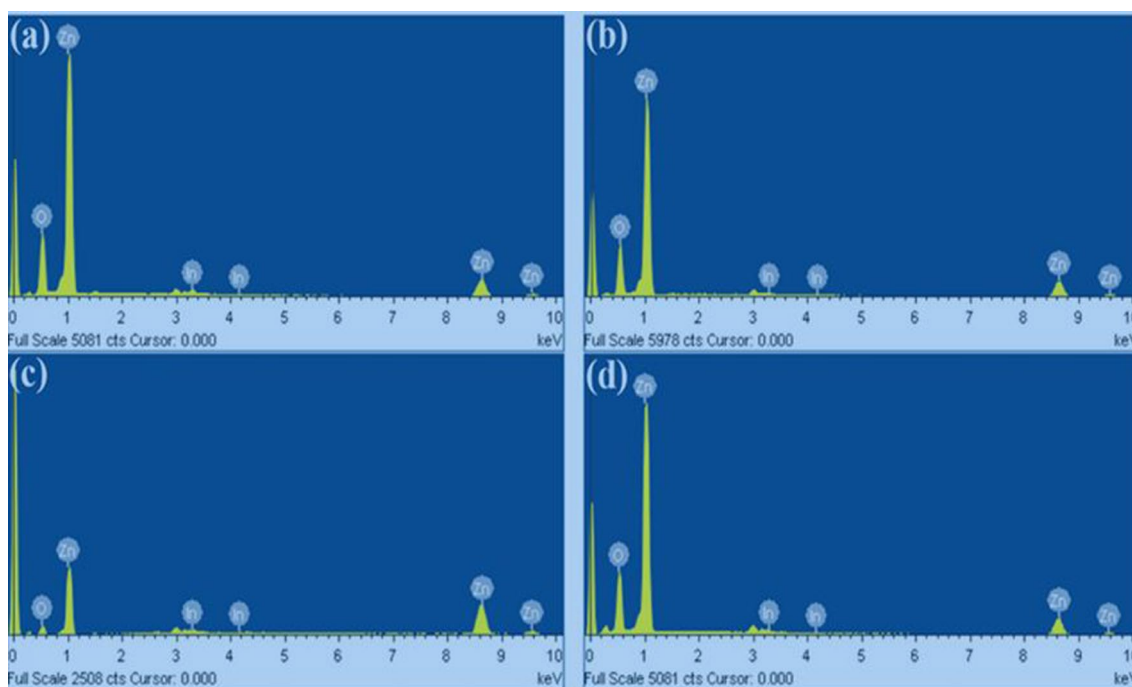 (a)
Zn
O
In
In
Zn
Zn
0 1 2 3 4 5 6 7 8 9 10
Full Scale 5081 cts Cursor: 0.000 keV
(b)
Zn
O
In
In
Zn
Zn
0 1 2 3 4 5 6 7 8 9 10
Full Scale 5978 cts Cursor: 0.000 keV
(c)
Zn
O
In
In
Zn
Zn
0 1 2 3 4 5 6 7 8 9 10
Full Scale 2508 cts Cursor: 0.000 keV
(d)
Zn
O
In
In
Zn
Zn
0 1 2 3 4 5 6 7 8 9 10
Full Scale 5081 cts Cursor: 0.000 keV